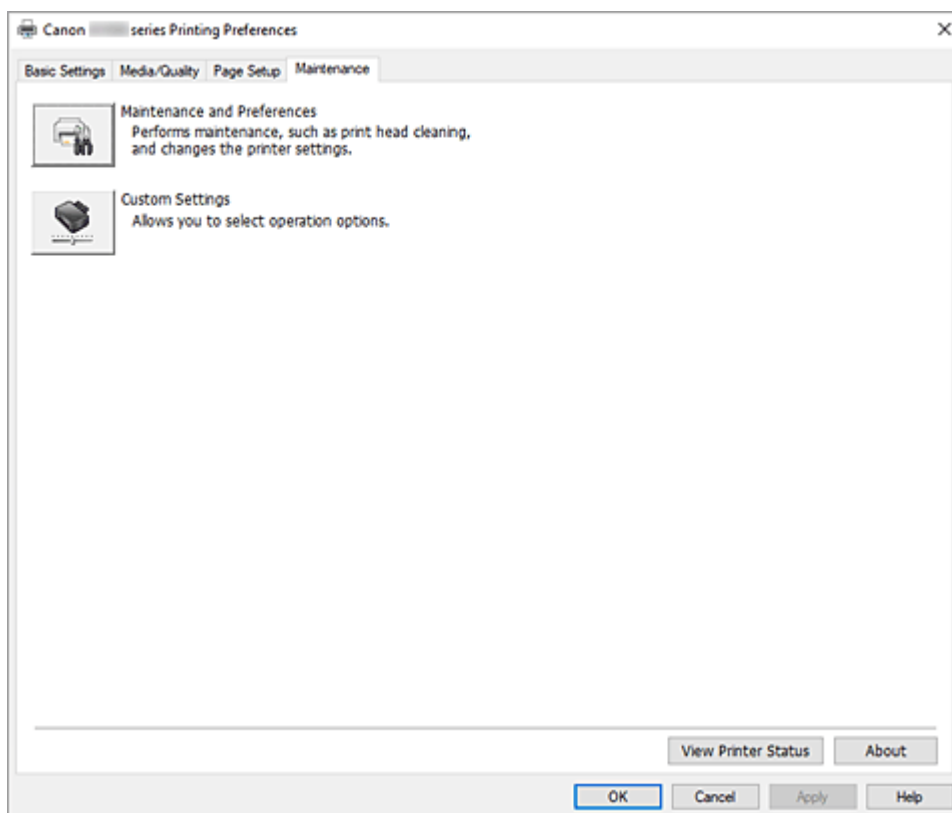 Canon series Printing Preferences
Basic Settings Media/Quality Page Setup Maintenance
Maintenance and Preferences
Performs maintenance, such as print head cleaning,
and changes the printer settings.
Custom Settings
Allows you to select operation options.
View Printer Status About
OK Cancel Apply Help